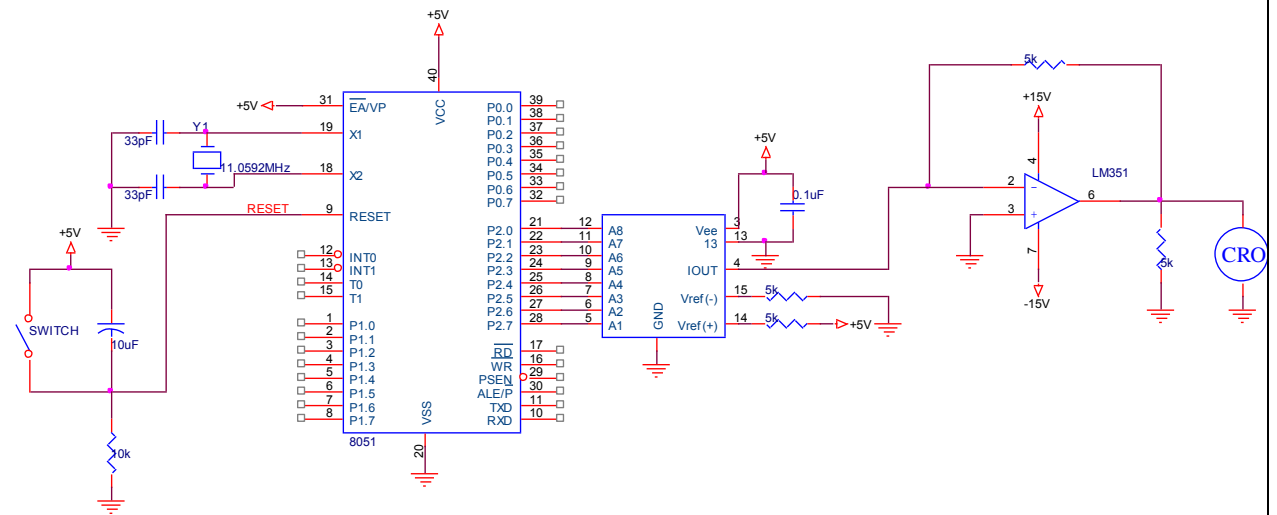 +5V
40
VCC
+5V
31
EA/VP
33pF
Y1
19
X1
11.0592MHz
33pF
18
X2
RESET
9
RESET
+5V
SWITCH
10uF
10k
12
INT0
13
INT1
14
T0
15
T1
1
P1.0
2
P1.1
3
P1.2
4
P1.3
5
P1.4
6
P1.5
7
P1.6
8
P1.7
8051
VSS
20
P0.0
39
P0.1
38
P0.2
37
P0.3
36
P0.4
35
P0.5
34
P0.6
33
P0.7
32
P2.0
21
P2.1
22
P2.2
23
P2.3
24
P2.4
25
P2.5
26
P2.6
27
P2.7
28
RD
17
WR
16
PSEN
29
ALE/P
30
TXD
11
RXD
10
12
A8
11
A7
10
A6
9
A5
8
A4
7
A3
6
A2
5
A1
GND
Vee
3
13
13
IOUT
4
Vref(-)
15
5k
Vref(+)
14
5k
+5V
+5V
0.1uF
5k
+15V
4
LM351
2
3
6
7
-15V
5k
CRO